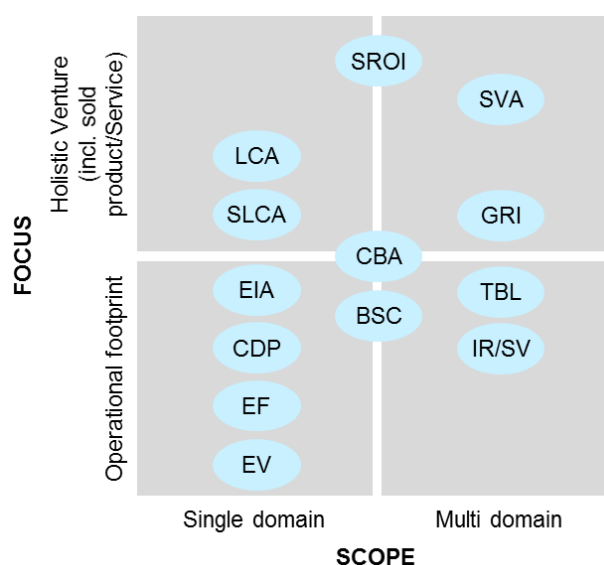 FOCUS
Holistic Venture
(incl. sold
product/Service)
Operational footprint
SROI
SVA
LCA
SLCA
GRI
CBA
EIA
TBL
BSC
CDP
IR/SV
EF
EV
Single domain
Multi domain
SCOPE